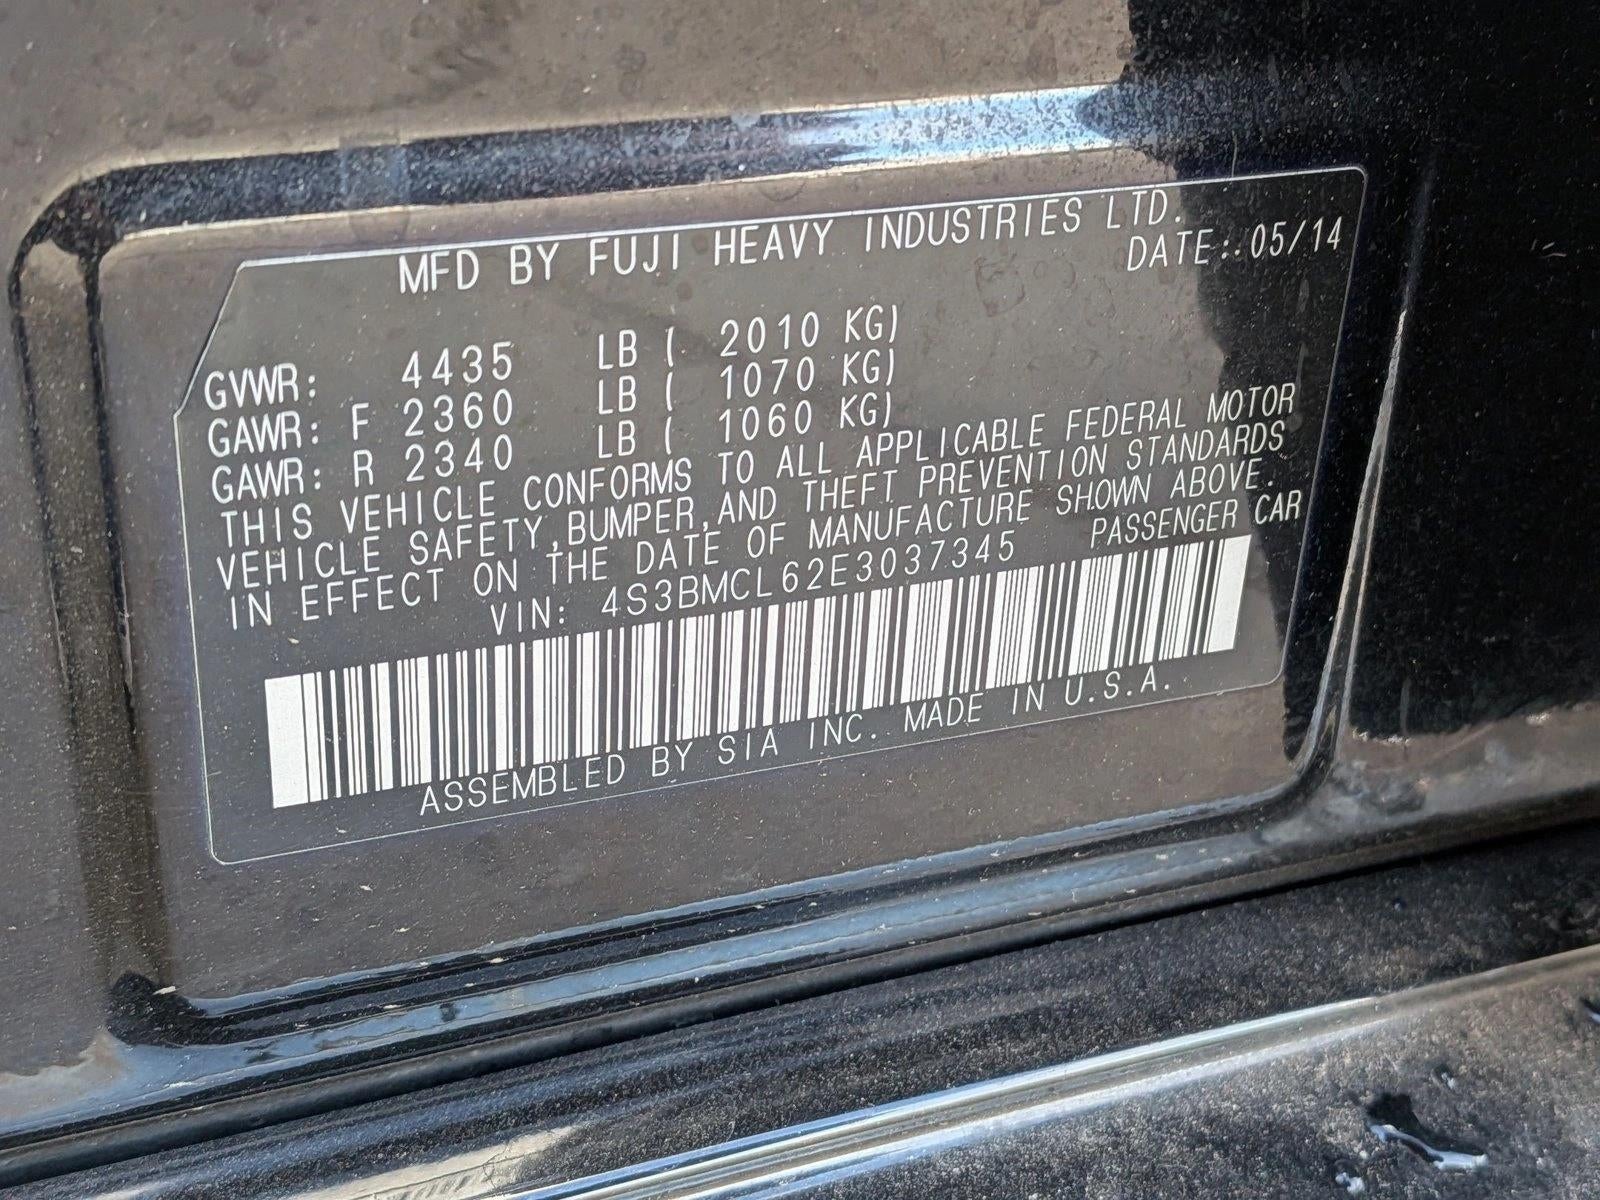 MFD BY FUJI HEAVY INDUSTRIES LTD.
DATE: 05/14
GVWR: 4435 LB ( 2010 KG)
GAWR: F 2360 LB ( 1070 KG)
GAWR: R 2340 LB ( 1060 KG)
THIS VEHICLE CONFORMS TO ALL APPLICABLE FEDERAL MOTOR
VEHICLE SAFETY,BUMPER,AND THEFT PREVENTION STANDARDS
IN EFFECT ON THE DATE OF MANUFACTURE SHOWN ABOVE.
VIN: 4S3BMCL62E3037345 PASSENGER CAR
ASSEMBLED BY SIA INC. MADE IN U.S.A.